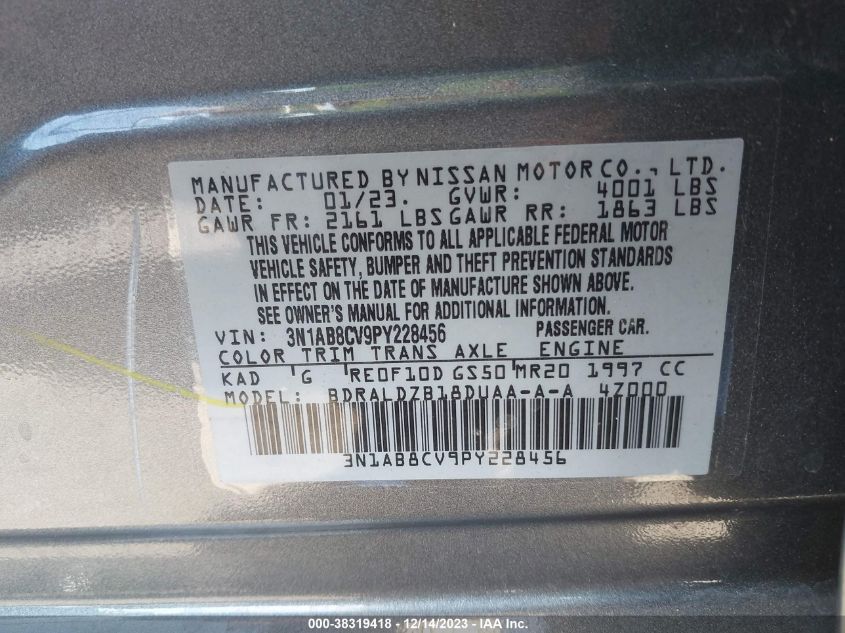 MANUFACTURED BY NISSAN MOTOR CO., LTD.
DATE: 01/23. GVWR: 4001 LBS
GAWR FR: 2161 LBS GAWR RR: 1863 LBS
THIS VEHICLE CONFORMS TO ALL APPLICABLE FEDERAL MOTOR
VEHICLE SAFETY, BUMPER AND THEFT PREVENTION STANDARDS
IN EFFECT ON THE DATE OF MANUFACTURE SHOWN ABOVE.
SEE OWNER'S MANUAL FOR ADDITIONAL INFORMATION.
VIN: 3N1AB8CV9PY228456 PASSENGER CAR.
COLOR TRIM TRANS AXLE ENGINE
KAD G RE0F10D GS50 MR20 1997 CC
MODEL: BDRALDZB18DUAA-A-A 4Z000
3N1AB8CV9PY228456
000-38319418 - 12/14/2023 - IAA Inc.